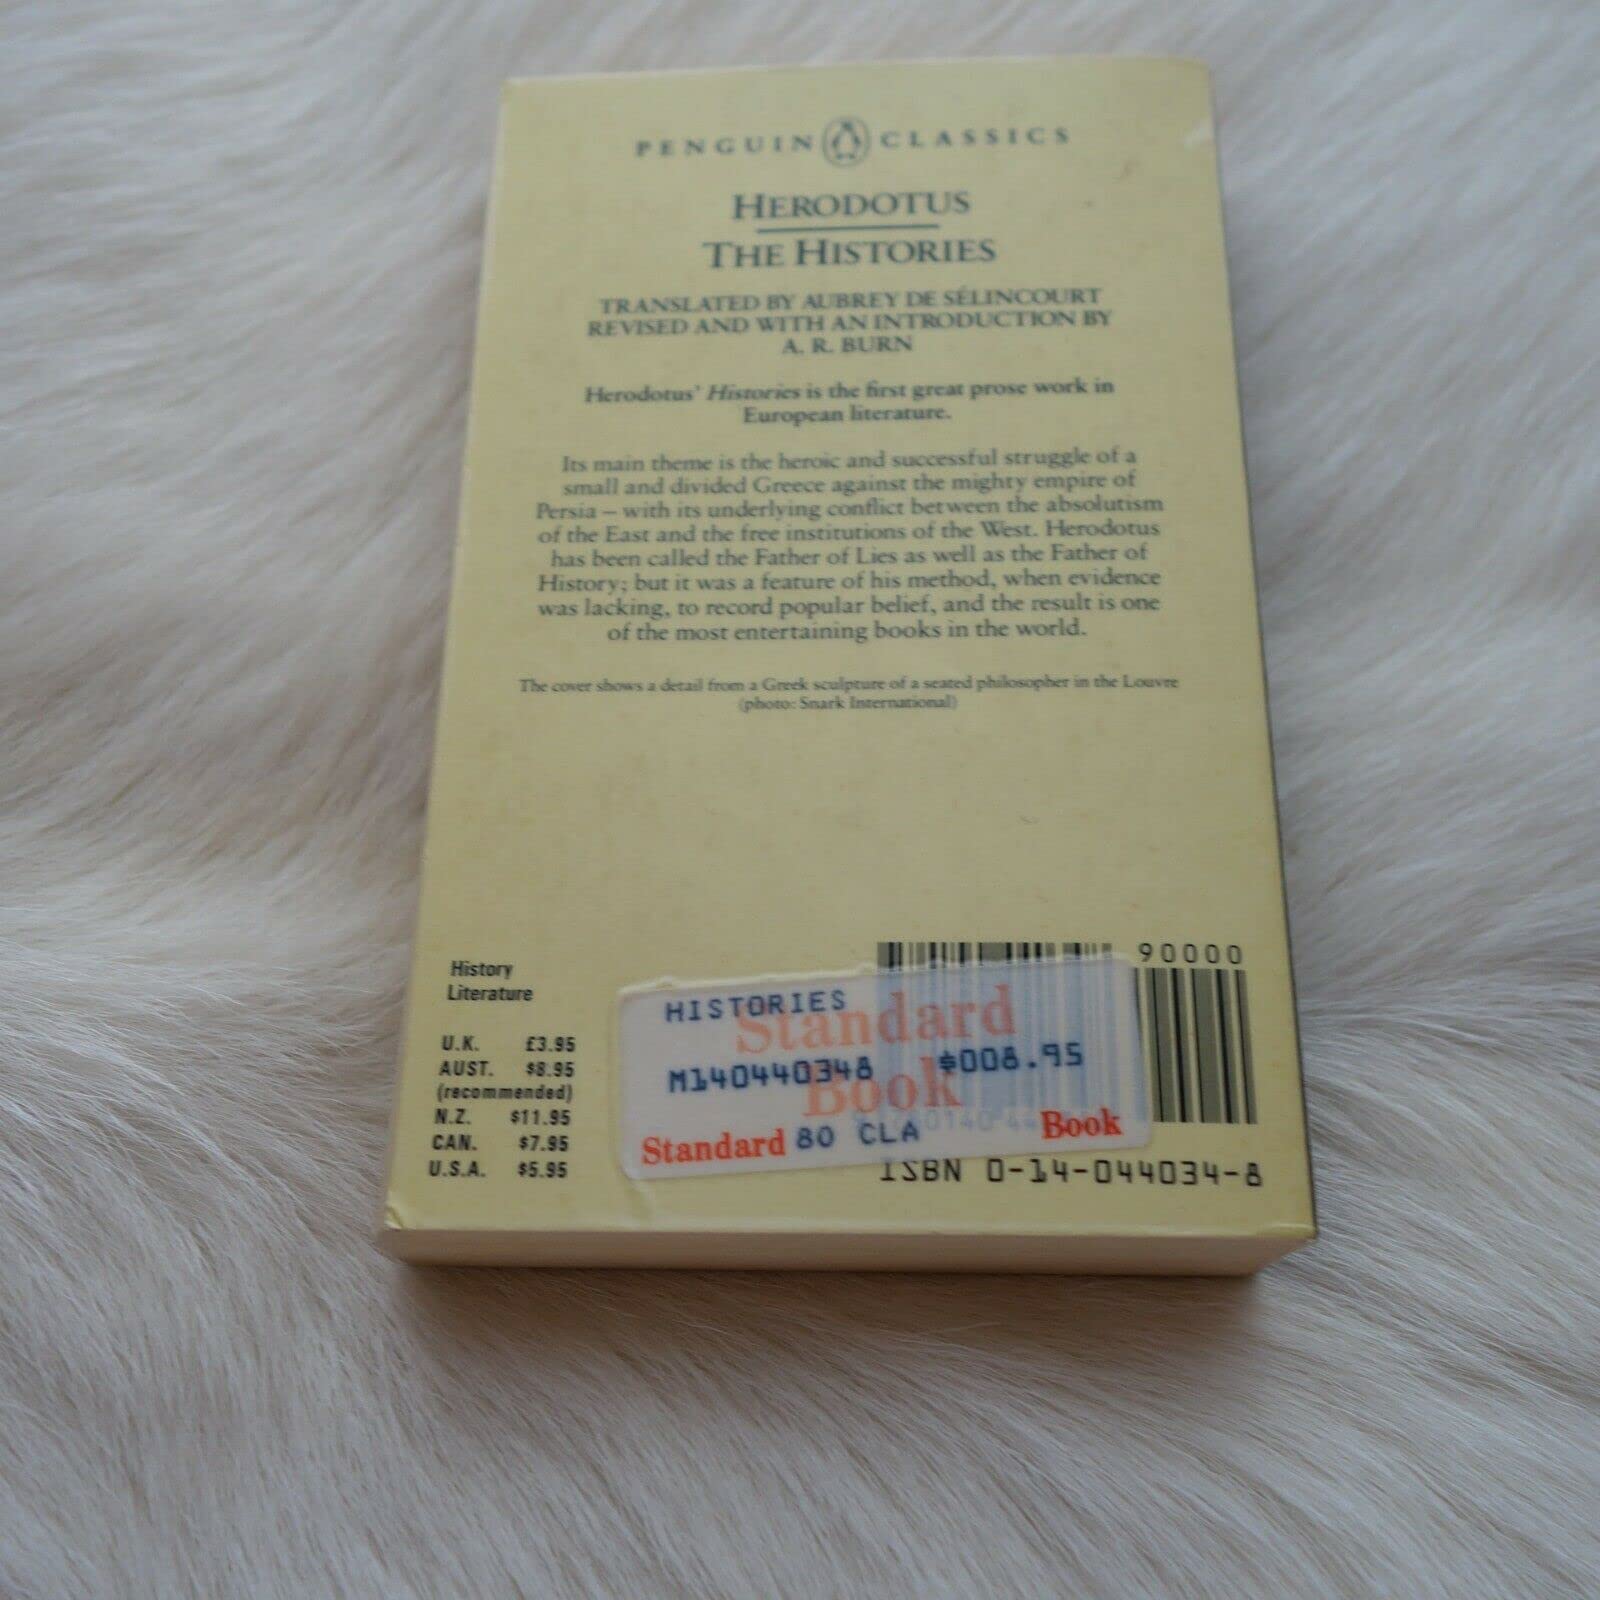 PENGUIN CLASSICS
HERODOTUS
THE HISTORIES
TRANSLATED BY AUBREY DE SÉLINCOURT
REVISED AND WITH AN INTRODUCTION BY
A. R. BURN
Herodotus' Histories is the first great prose work in
European literature.
Its main theme is the heroic and successful struggle of a
small and divided Greece against the mighty empire of
Persia – with its underlying conflict between the absolutism
of the East and the free institutions of the West. Herodotus
has been called the Father of Lies as well as the Father of
History; but it was a feature of his method, when evidence
was lacking, to record popular belief, and the result is one
of the most entertaining books in the world.
The cover shows a detail from a Greek sculpture of a seated philosopher in the Louvre
(photo: Snark International)
History
Literature
U.K. £3.95
AUST. $8.95
(recommended)
N.Z. $11.95
CAN. $7.95
U.S.A. $5.95
90000
HISTORIES
Standard
M140440348 $008.95
Book
Standard 80 CLA Book
ISBN 0-14-044034-8